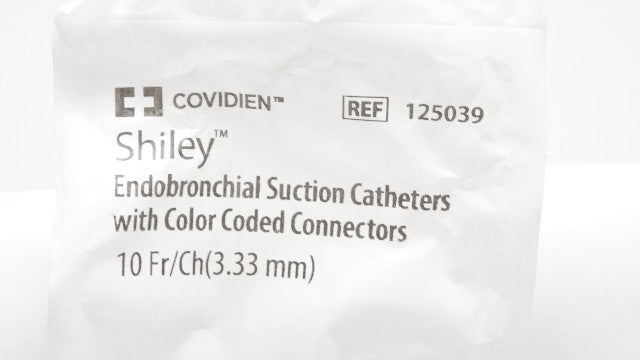 COVIDIEN™ REF 125039
Shiley™
Endobronchial Suction Catheters
with Color Coded Connectors
10 Fr/Ch(3.33 mm)